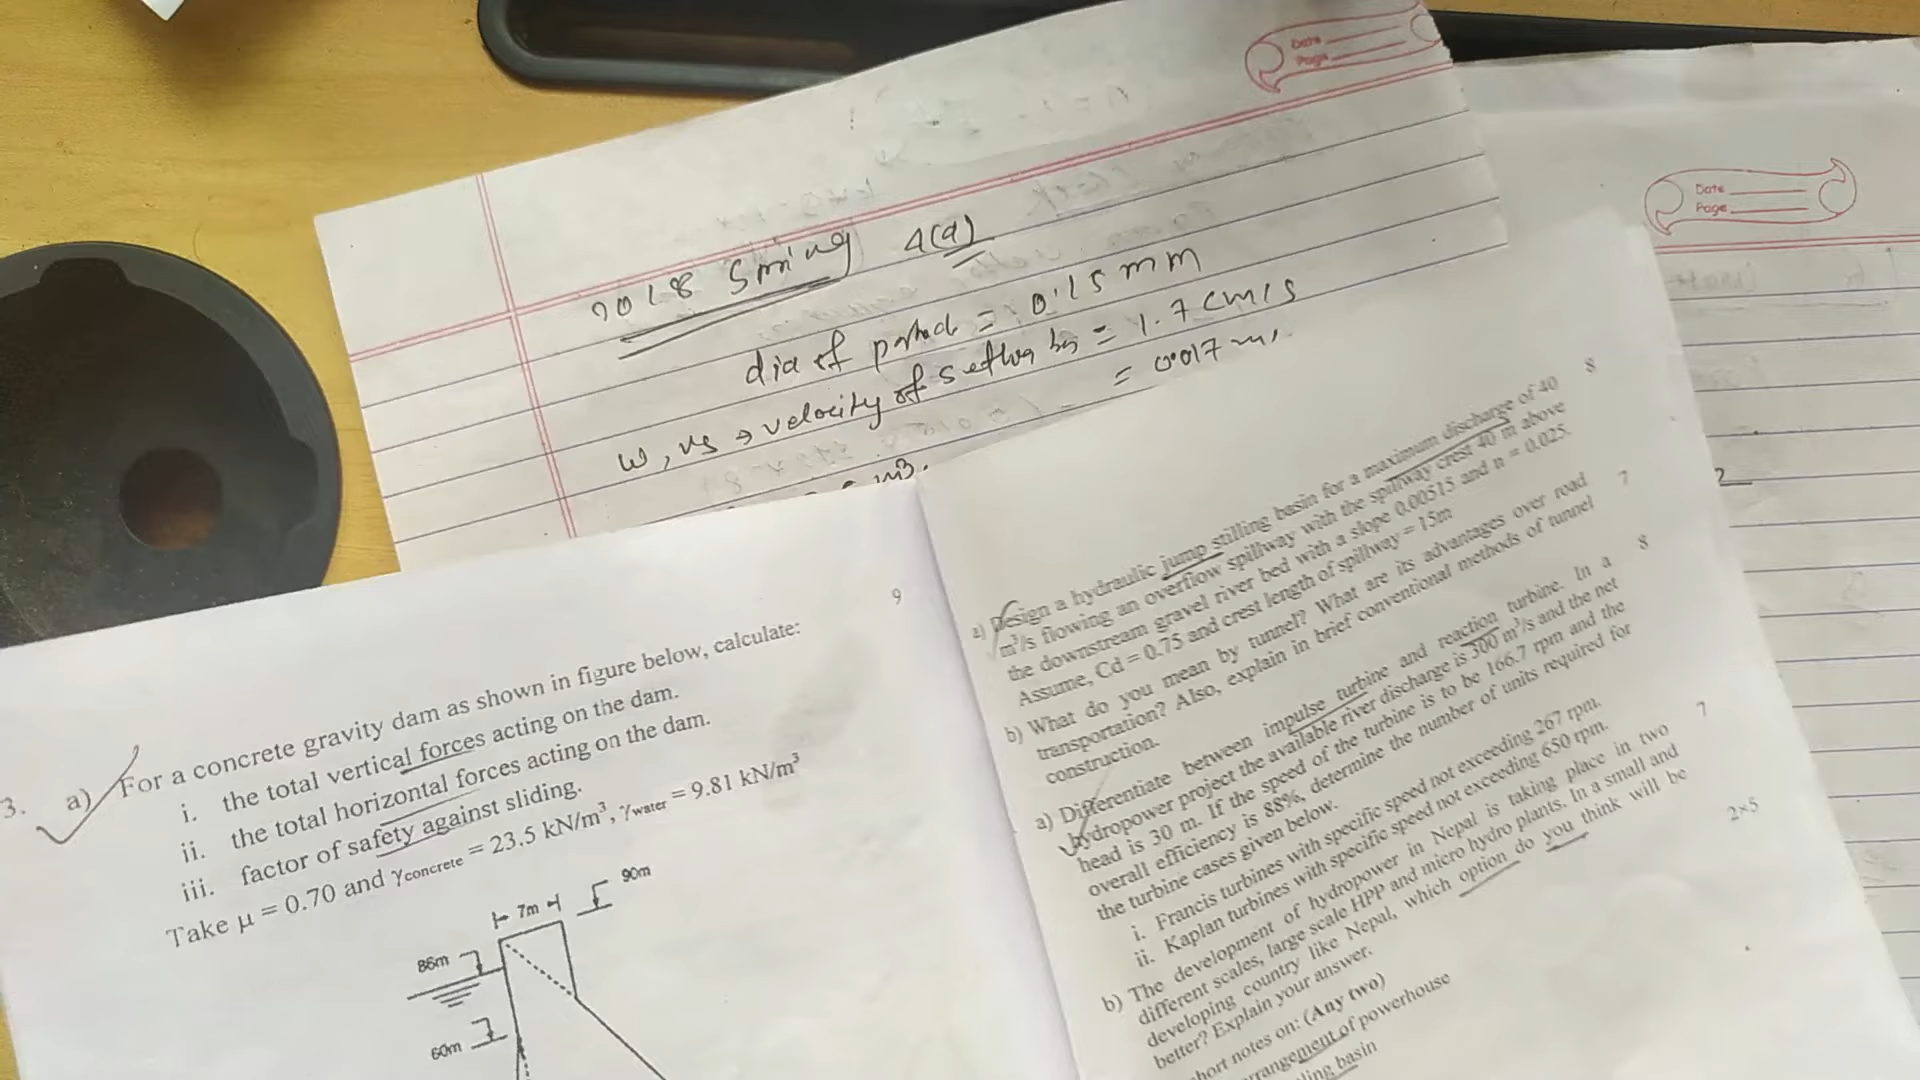 Date
Page
Date
Page
2018 Spring 4(a)
dia of particle = 0.15 mm
w, vs → velocity of settling = 1.7 cm/s
= 0.017 m/
m3.
2
9
3. a) For a concrete gravity dam as shown in figure below, calculate:
i. the total vertical forces acting on the dam.
ii. the total horizontal forces acting on the dam.
iii. factor of safety against sliding.
Take μ = 0.70 and γconcrete = 23.5 kN/m³, γwater = 9.81 kN/m³
7m
90m
86m
60m
a) Design a hydraulic jump stilling basin for a maximum discharge of 40 8
m³/s flowing an overflow spillway with the spillway crest 40 m above
the downstream gravel river bed with a slope 0.00515 and n = 0.025.
Assume, Cd = 0.75 and crest length of spillway = 15m
b) What do you mean by tunnel? What are its advantages over road 7
transportation? Also, explain in brief conventional methods of tunnel
construction.
a) Differentiate between impulse turbine and reaction turbine. In a 8
hydropower project the available river discharge is 300 m³/s and the net
head is 30 m. If the speed of the turbine is to be 166.7 rpm and the
overall efficiency is 88%, determine the number of units required for
the turbine cases given below.
i. Francis turbines with specific speed not exceeding 267 rpm.
ii. Kaplan turbines with specific speed not exceeding 650 rpm.
b) The development of hydropower in Nepal is taking place in two 7
different scales, large scale HPP and micro hydro plants. In a small and
developing country like Nepal, which option do you think will be
better? Explain your answer.
hort notes on: (Any two) 2×5
rrangement of powerhouse
ling basin